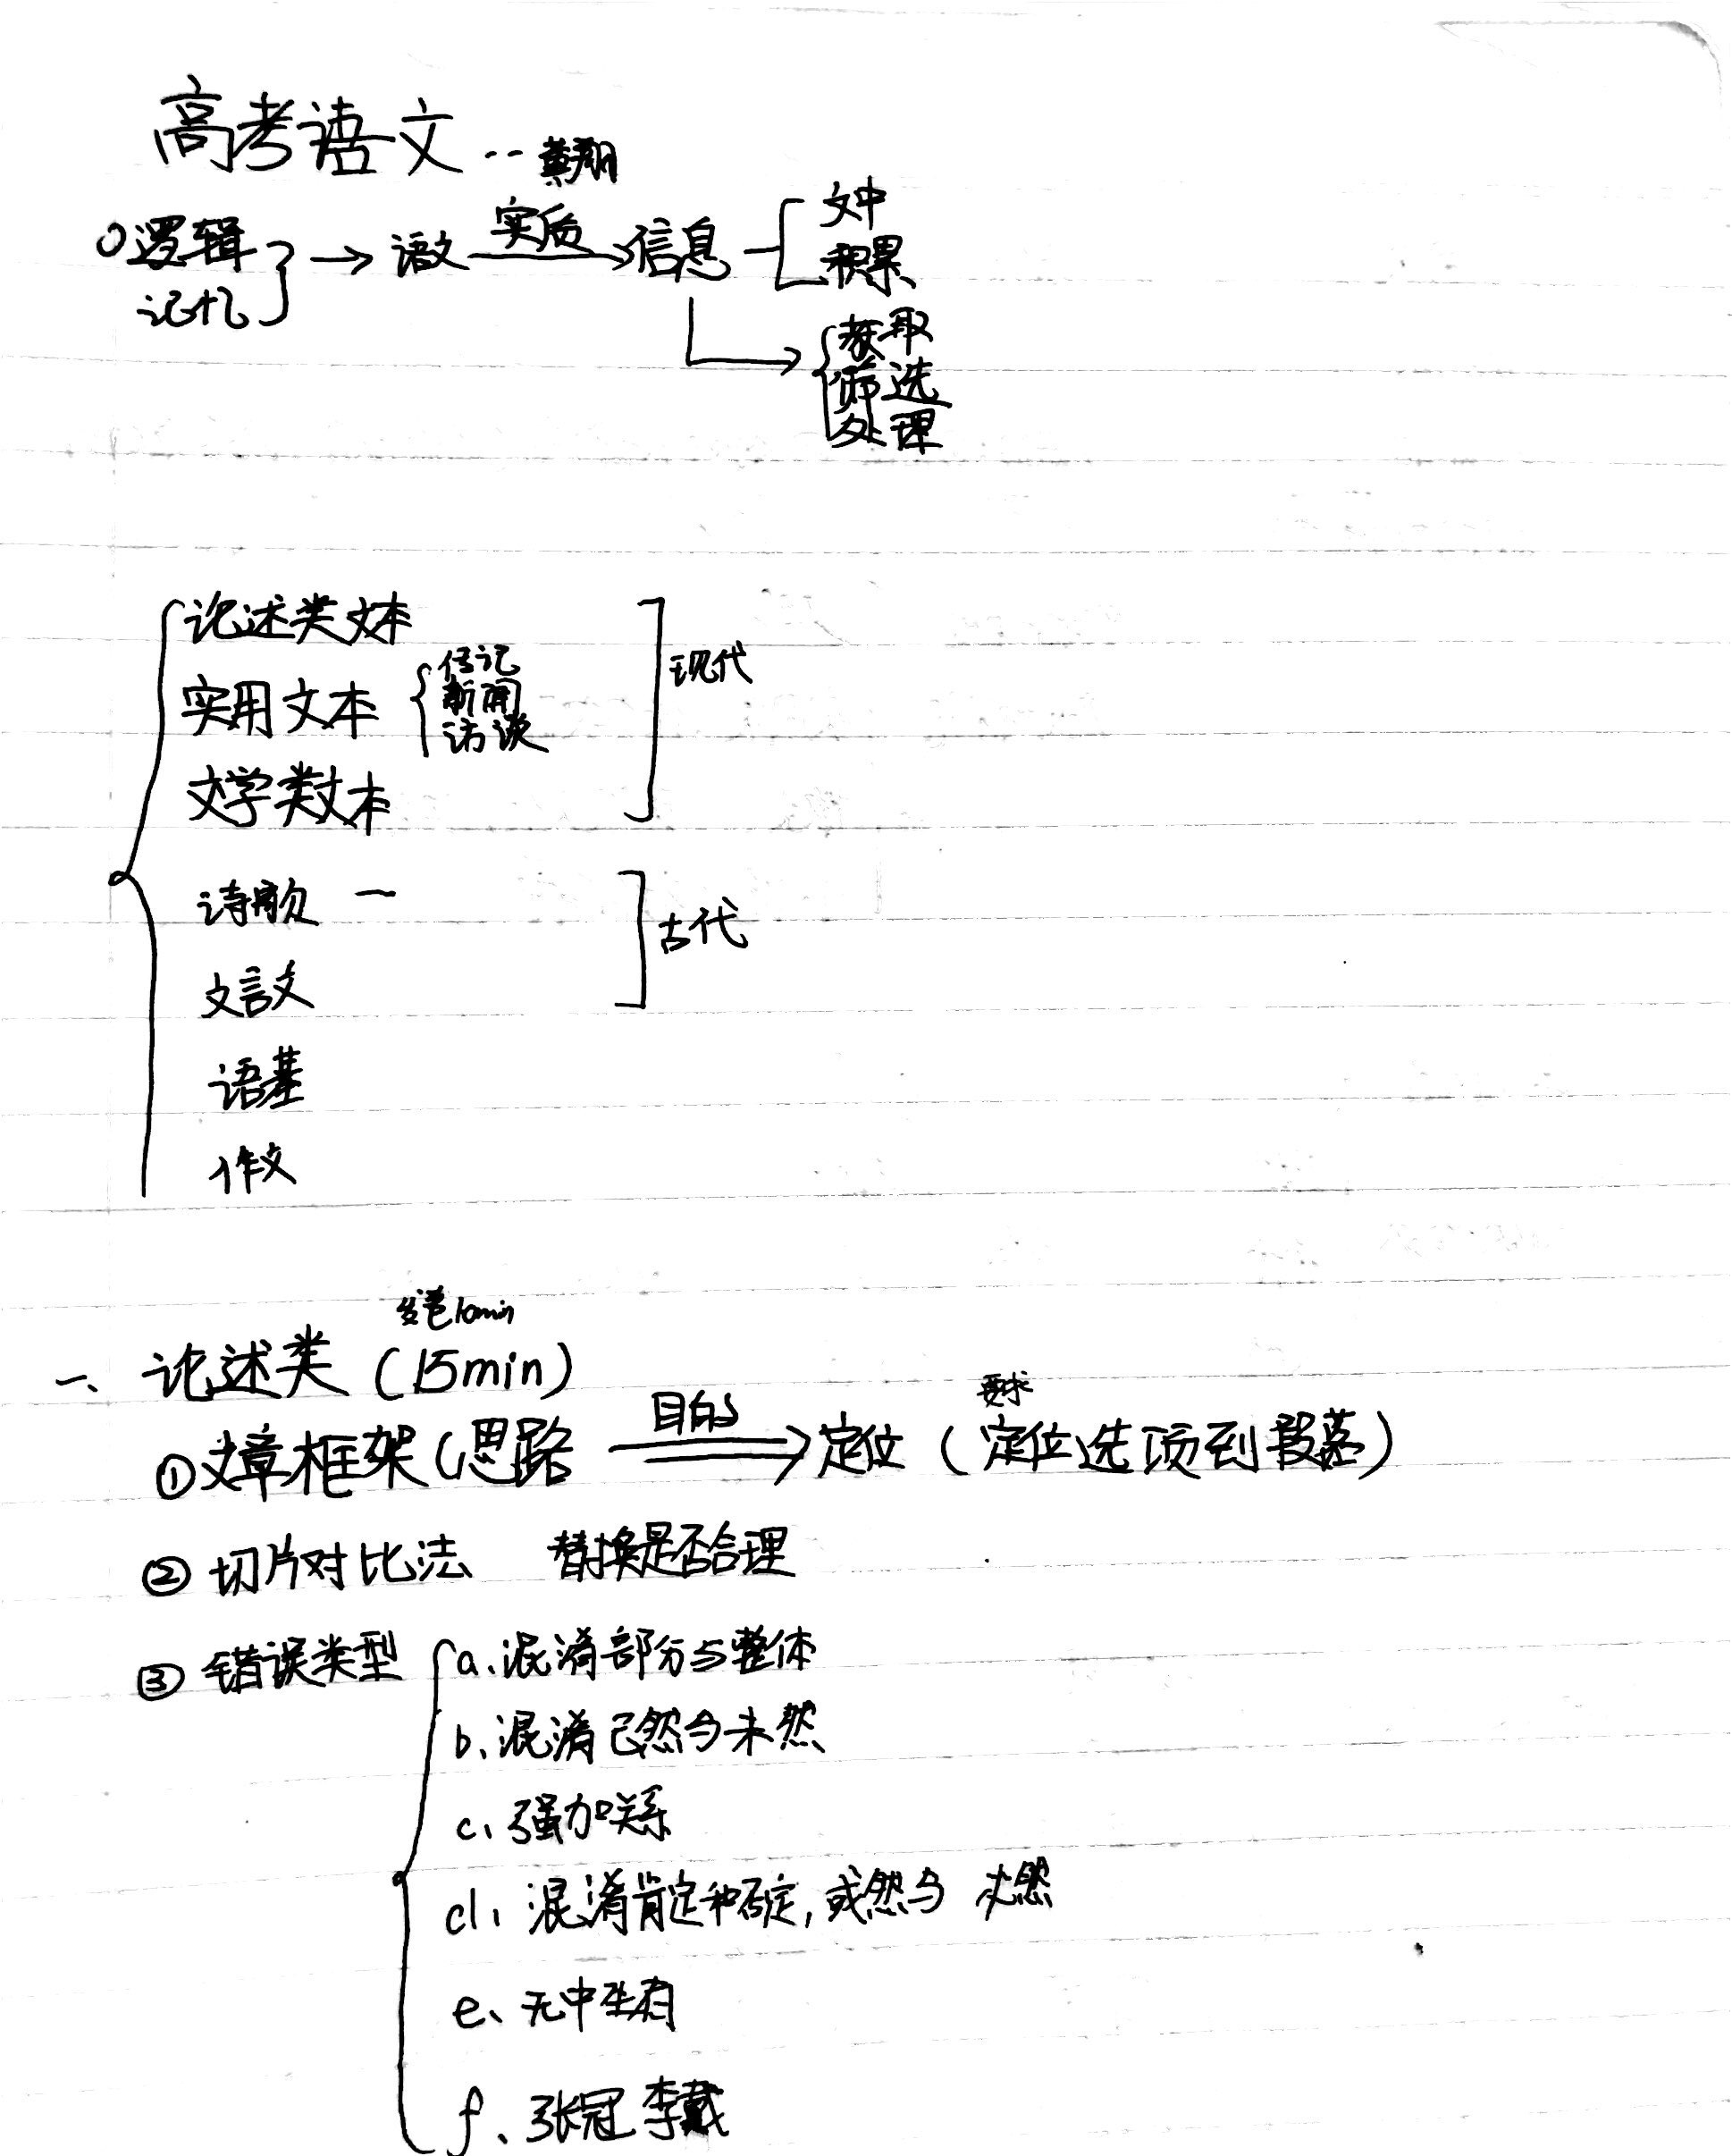 高考语文--黄翔
逻辑
记忆
→语文 实质→信息
文中
积累
获取
筛选
处理
论述类文本
实用文本
传记
新闻
访谈
文学类文本
现代
诗歌 一
文言文
古代
语基
作文
发卷10min
一、论述类(15min)
要求
①文章框架(思路 目的⇒定位(定位选项到段落)
②切片对比法 替换是否合理
③错误类型
a.混淆部分与整体
b、混淆已然与未然
c、强加关系
d、混淆肯定和否定,或然与必然
e、无中生有
f、张冠李戴